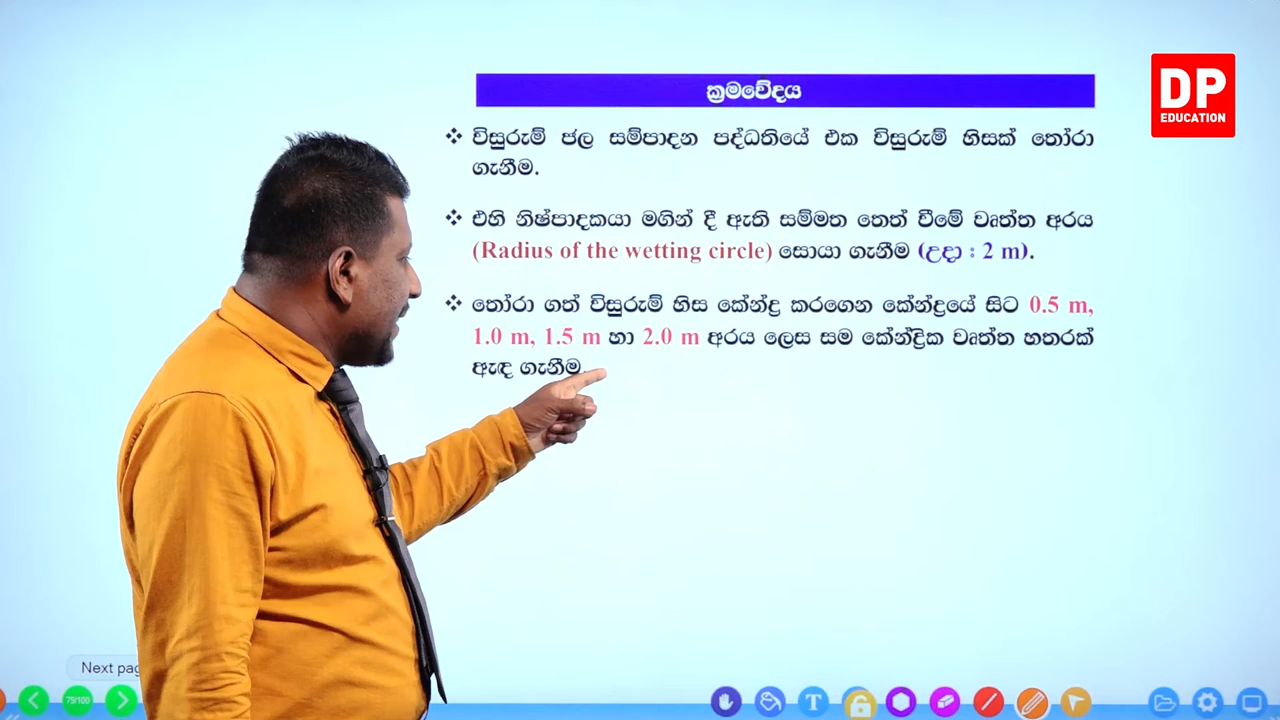 ක්‍රමවේදය
DP
EDUCATION
❖ විසුරුම් ජල සම්පාදන පද්ධතියේ එක විසුරුම් හිසක් තෝරා
ගැනීම.
❖ එහි නිෂ්පාදකයා මගින් දී ඇති සම්මත තෙත් වීමේ වෘත්ත අරය
(Radius of the wetting circle) සොයා ගැනීම (උදා : 2 m).
❖ තෝරා ගත් විසුරුම් හිස කේන්ද්‍ර කරගෙන කේන්ද්‍රයේ සිට 0.5 m,
1.0 m, 1.5 m හා 2.0 m අරය ලෙස සම කේන්ද්‍රික වෘත්ත හතරක්
ඇඳ ගැනීම.
Next pag
79/100
T